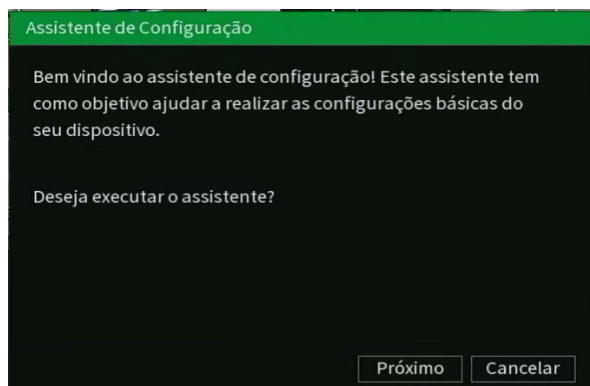 Assistente de Configuração
Bem vindo ao assistente de configuração! Este assistente tem
como objetivo ajudar a realizar as configurações básicas do
seu dispositivo.
Deseja executar o assistente?
Próximo Cancelar